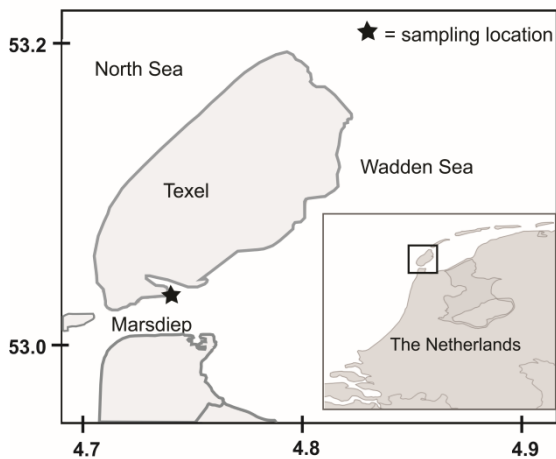 53.2
North Sea
★ = sampling location
Wadden Sea
Texel
Marsdiep
53.0
The Netherlands
4.7
4.8
4.9